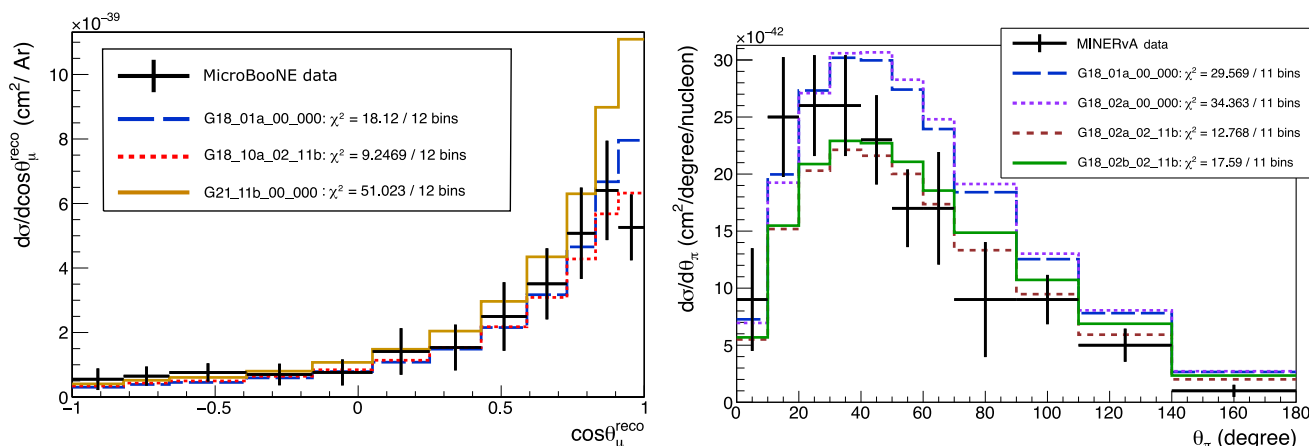 ×10⁻³⁹
dσ/dcosθ_μ^reco (cm²/ Ar)
10
8
6
4
2
0
MicroBooNE data
G18_01a_00_000: χ² = 18.12 / 12 bins
G18_10a_02_11b: χ² = 9.2469 / 12 bins
G21_11b_00_000: χ² = 51.023 / 12 bins
−1 −0.5 0 0.5 1
cosθ_μ^reco
×10⁻⁴²
dσ/dθ_π (cm²/degree/nucleon)
30
25
20
15
10
5
0
MINERvA data
G18_01a_00_000: χ² = 29.569 / 11 bins
G18_02a_00_000: χ² = 34.363 / 11 bins
G18_02a_02_11b: χ² = 12.768 / 11 bins
G18_02b_02_11b: χ² = 17.59 / 11 bins
0 20 40 60 80 100 120 140 160 180
θ_π (degree)